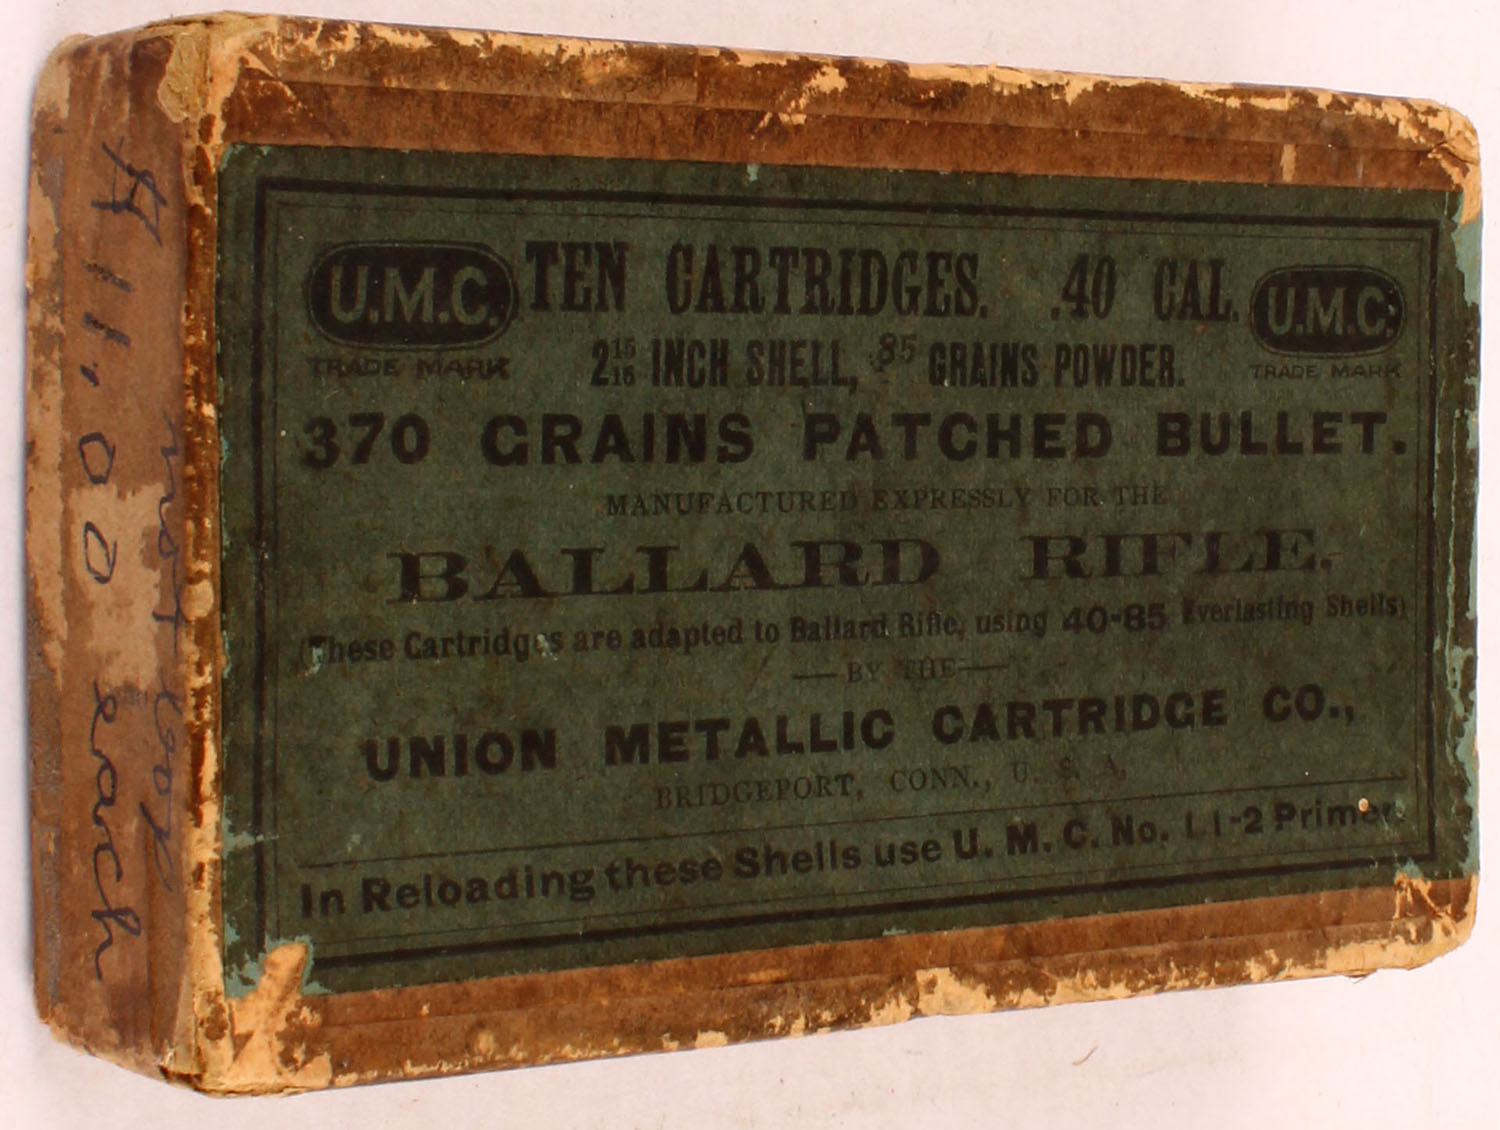 U.M.C. TEN CARTRIDGES. .40 CAL. U.M.C.
TRADE MARK 2 15/16 INCH SHELL, 85 GRAINS POWDER. TRADE MARK
370 GRAINS PATCHED BULLET.
MANUFACTURED EXPRESSLY FOR THE
BALLARD RIFLE.
(These Cartridges are adapted to Ballard Rifle, using 40-85 Everlasting Shells)
—BY THE—
UNION METALLIC CARTRIDGE CO.,
BRIDGEPORT, CONN., U. S. A.
In Reloading these Shells use U. M. C. No. 1 1-2 Primer.
11.00 each
not